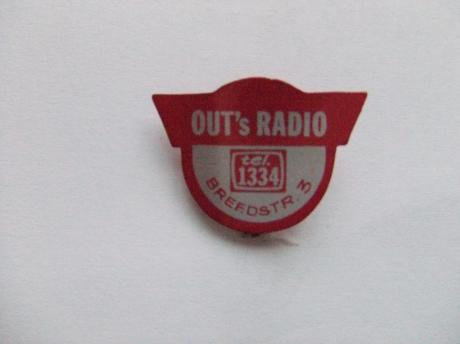 OUT's RADIO
tel.
1334
BREEDSTR. 3